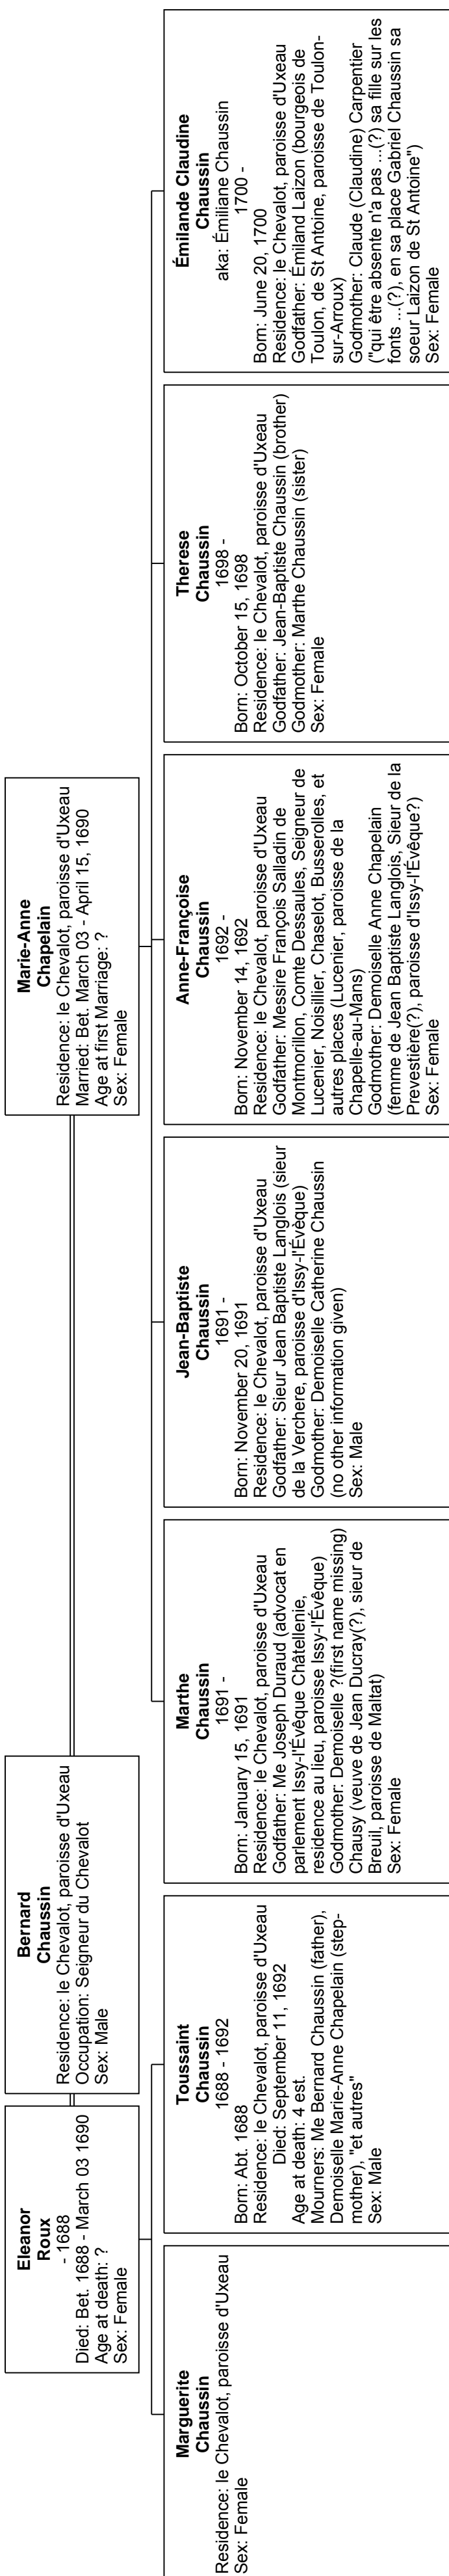 Eleanor
Roux
- 1688
Died: Bet. 1688 - March 03 1690
Age at death: ?
Sex: Female
Bernard
Chaussin
Residence: le Chevalot, paroisse d'Uxeau
Occupation: Seigneur du Chevalot
Sex: Male
Marie-Anne
Chapelain
Residence: le Chevalot, paroisse d'Uxeau
Married: Bet. March 03 - April 15, 1690
Age at first Marriage: ?
Sex: Female
Marguerite
Chaussin
Residence: le Chevalot, paroisse d'Uxeau
Sex: Female
Toussaint
Chaussin
1688 - 1692
Born: Abt. 1688
Residence: le Chevalot, paroisse d'Uxeau
Died: September 11, 1692
Age at death: 4 est.
Mourners: Me Bernard Chaussin (father),
Demoiselle Marie-Anne Chapelain (step-
mother), "et autres"
Sex: Male
Marthe
Chaussin
1691 -
Born: January 15, 1691
Residence: le Chevalot, paroisse d'Uxeau
Godfather: Me Joseph Duraud (advocat en
parlement Issy-l'Évêque Châtellenie,
residence au lieu, paroisse Issy-l'Évêque)
Godmother: Demoiselle ?(first name missing)
Chausy (veuve de Jean Ducray(?), sieur de
Breuil, paroisse de Maltat)
Sex: Female
Jean-Baptiste
Chaussin
1691 -
Born: November 20, 1691
Residence: le Chevalot, paroisse d'Uxeau
Godfather: Sieur Jean Baptiste Langlois (sieur
de la Verchere, paroisse d'Issy-l'Évèque)
Godmother: Demoiselle Catherine Chaussin
(no other information given)
Sex: Male
Anne-Françoise
Chaussin
1692 -
Born: November 14, 1692
Residence: le Chevalot, paroisse d'Uxeau
Godfather: Messire François Salladin de
Montmorillon, Comte Dessaules, Seigneur de
Lucenier, Noisillier, Chaselot, Busserolles, et
autres places (Lucenier, paroisse de la
Chapelle-au-Mans)
Godmother: Demoiselle Anne Chapelain
(femme de Jean Baptiste Langlois, Sieur de la
Prevestière(?), paroisse d'Issy-l'Évêque?)
Sex: Female
Therese
Chaussin
1698 -
Born: October 15, 1698
Residence: le Chevalot, paroisse d'Uxeau
Godfather: Jean-Baptiste Chaussin (brother)
Godmother: Marthe Chaussin (sister)
Sex: Female
Émilande Claudine
Chaussin
aka: Émiliane Chaussin
1700 -
Born: June 20, 1700
Residence: le Chevalot, paroisse d'Uxeau
Godfather: Émiland Laizon (bourgeois de
Toulon, de St Antoine, paroisse de Toulon-
sur-Arroux)
Godmother: Claude (Claudine) Carpentier
("qui être absente n'a pas ...(?) sa fille sur les
fonts ...(?), en sa place Gabriel Chaussin sa
soeur Laizon de St Antoine")
Sex: Female